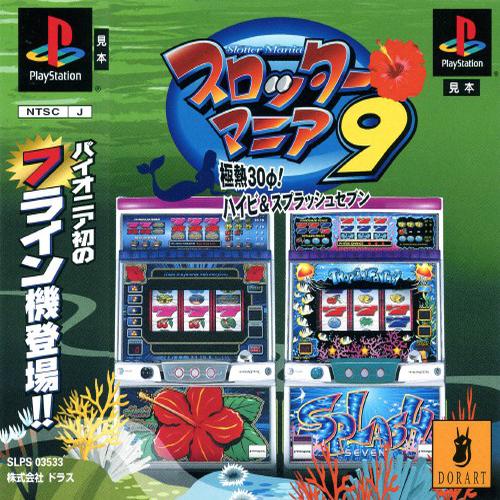 PlayStation
見本
NTSC J
Slotter Mania
スロッター
マニア9
極熱30φ!
ハイピ&スプラッシュセブン
PlayStation
見本
パイオニア初の
7ライン機登場!!
SPLASH
SEVEN
SLPS 03533
株式会社 ドラス
DORART